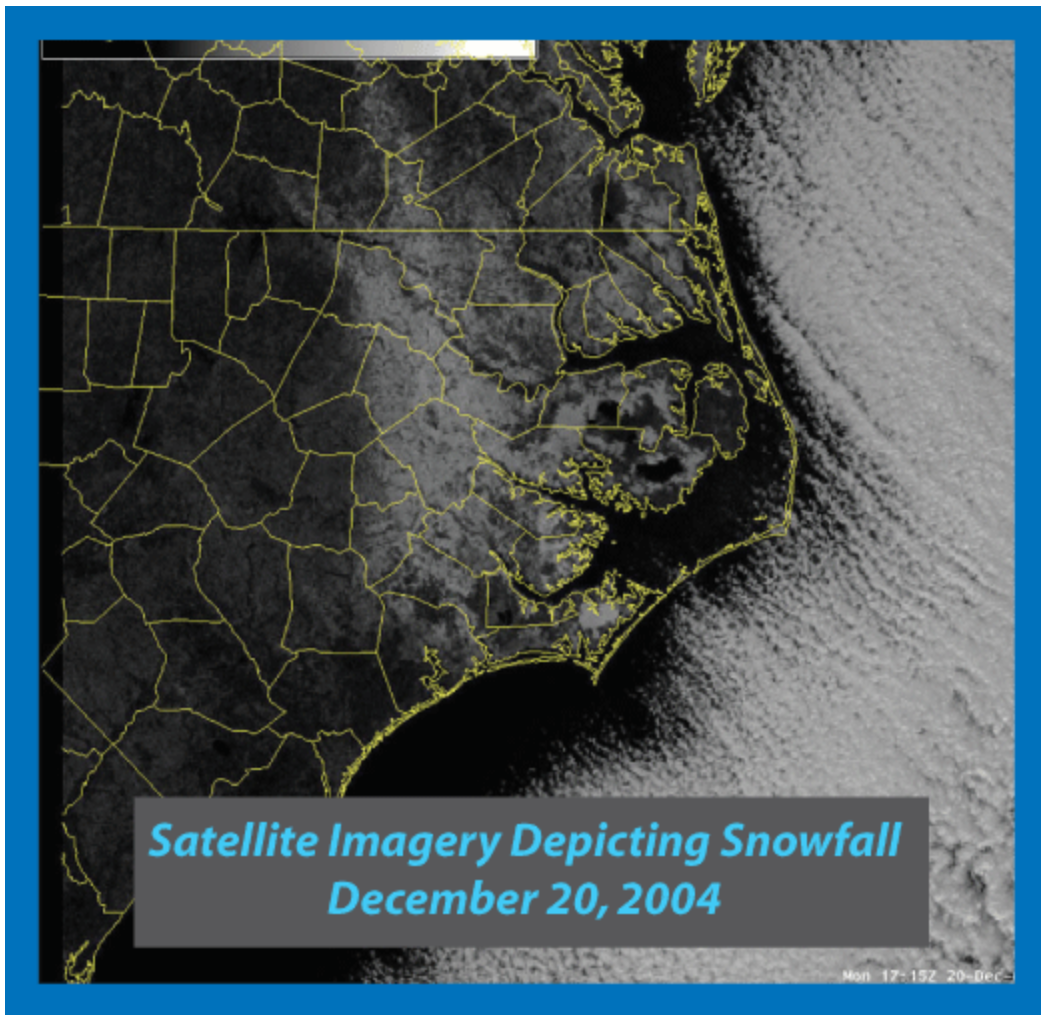 Satellite Imagery Depicting Snowfall
December 20, 2004
Mon 17:15Z 20-Dec-